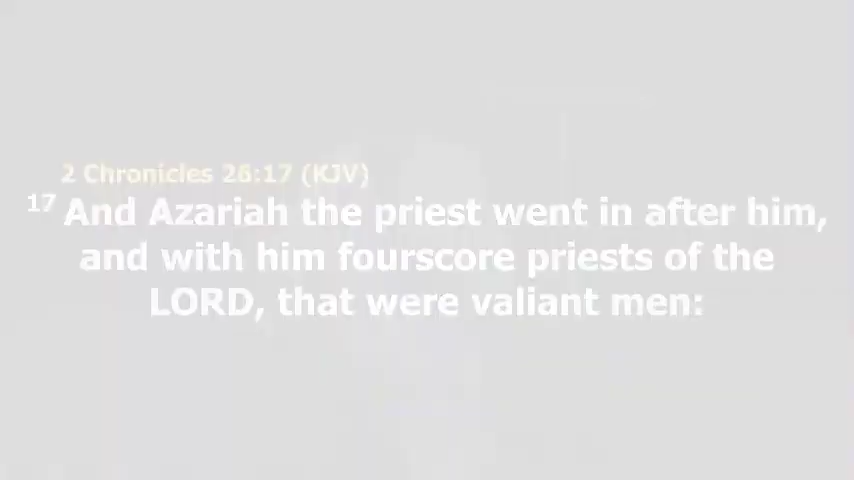 2 Chronicles 26:17 (KJV)
17 And Azariah the priest went in after him,
and with him fourscore priests of the
LORD, that were valiant men: